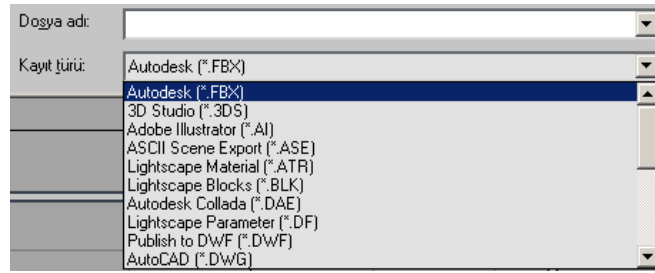 Dosya adı:
Kayıt türü: Autodesk (*.FBX)
Autodesk (*.FBX)
3D Studio (*.3DS)
Adobe Illustrator (*.AI)
ASCII Scene Export (*.ASE)
Lightscape Material (*.ATR)
Lightscape Blocks (*.BLK)
Autodesk Collada (*.DAE)
Lightscape Parameter (*.DF)
Publish to DWF (*.DWF)
AutoCAD (*.DWG)